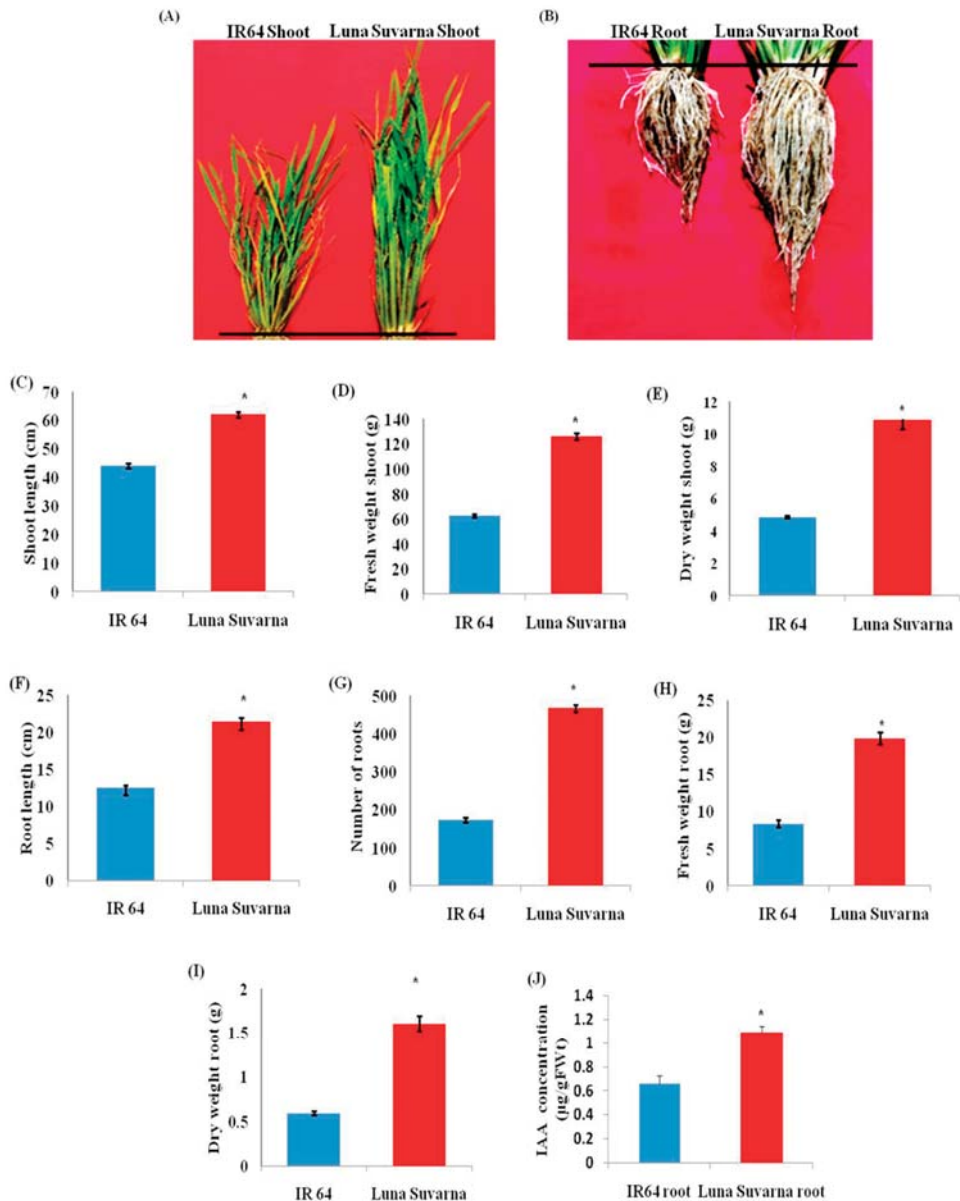 (A)
IR64 Shoot Luna Suvarna Shoot
(B)
IR64 Root Luna Suvarna Root
(C)
Shoot length (cm)
70
60
50
40
30
20
10
0
*
IR 64 Luna Suvarna
(D)
Fresh weight shoot (g)
140
120
100
80
60
40
20
0
*
IR 64 Luna Suvarna
(E)
Dry weight shoot (g)
12
10
8
6
4
2
0
*
IR 64 Luna Suvarna
(F)
Root length (cm)
25
20
15
10
5
0
*
IR 64 Luna Suvarna
(G)
Number of roots
500
400
300
200
100
0
*
IR 64 Luna Suvarna
(H)
Fresh weight root (g)
25
20
15
10
5
0
*
IR 64 Luna Suvarna
(I)
Dry weight root (g)
2
1.5
1
0.5
0
*
IR 64 Luna Suvarna
(J)
IAA concentration
(µg/gFWt)
1.4
1.2
1
0.8
0.6
0.4
0.2
0
*
IR64 root Luna Suvarna root